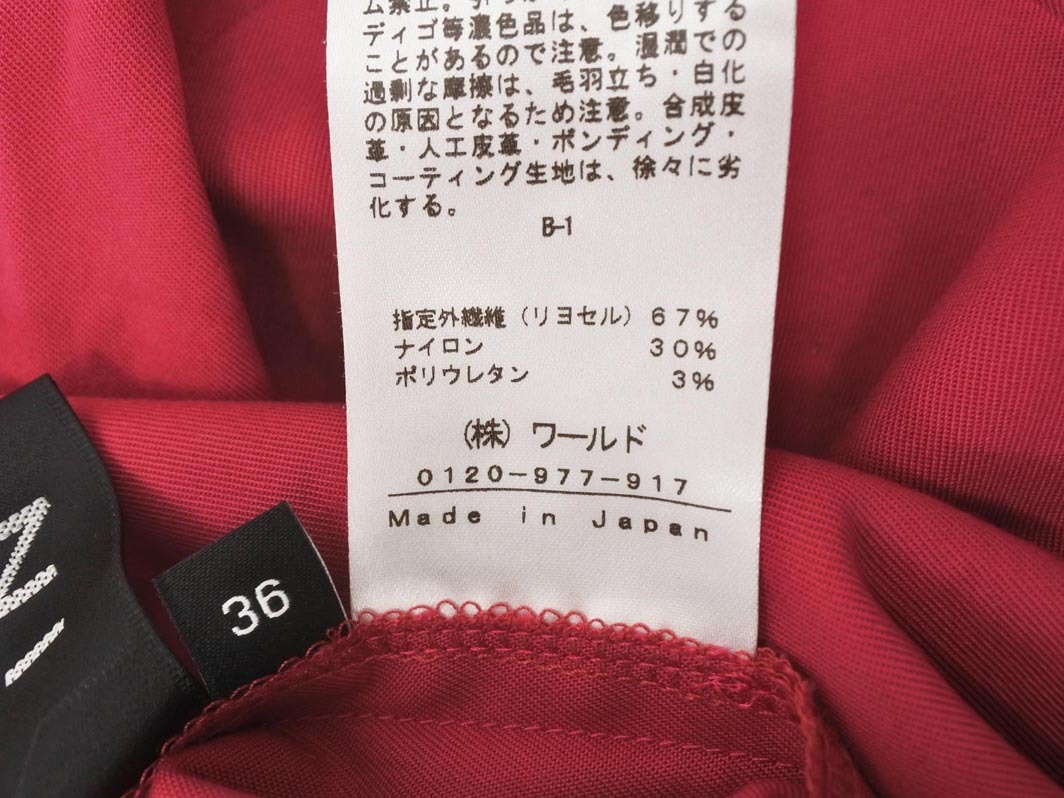 ム禁止。
ディゴ等濃色品は、色移りする
ことがあるので注意。湿潤での
過剰な摩擦は、毛羽立ち・白化
の原因となるため注意。合成皮
革・人工皮革・ボンディング・
コーティング生地は、徐々に劣
化する。
B-1
指定外繊維（リヨセル）67%
ナイロン 30%
ポリウレタン 3%
（株）ワールド
0120-977-917
Made in Japan
36